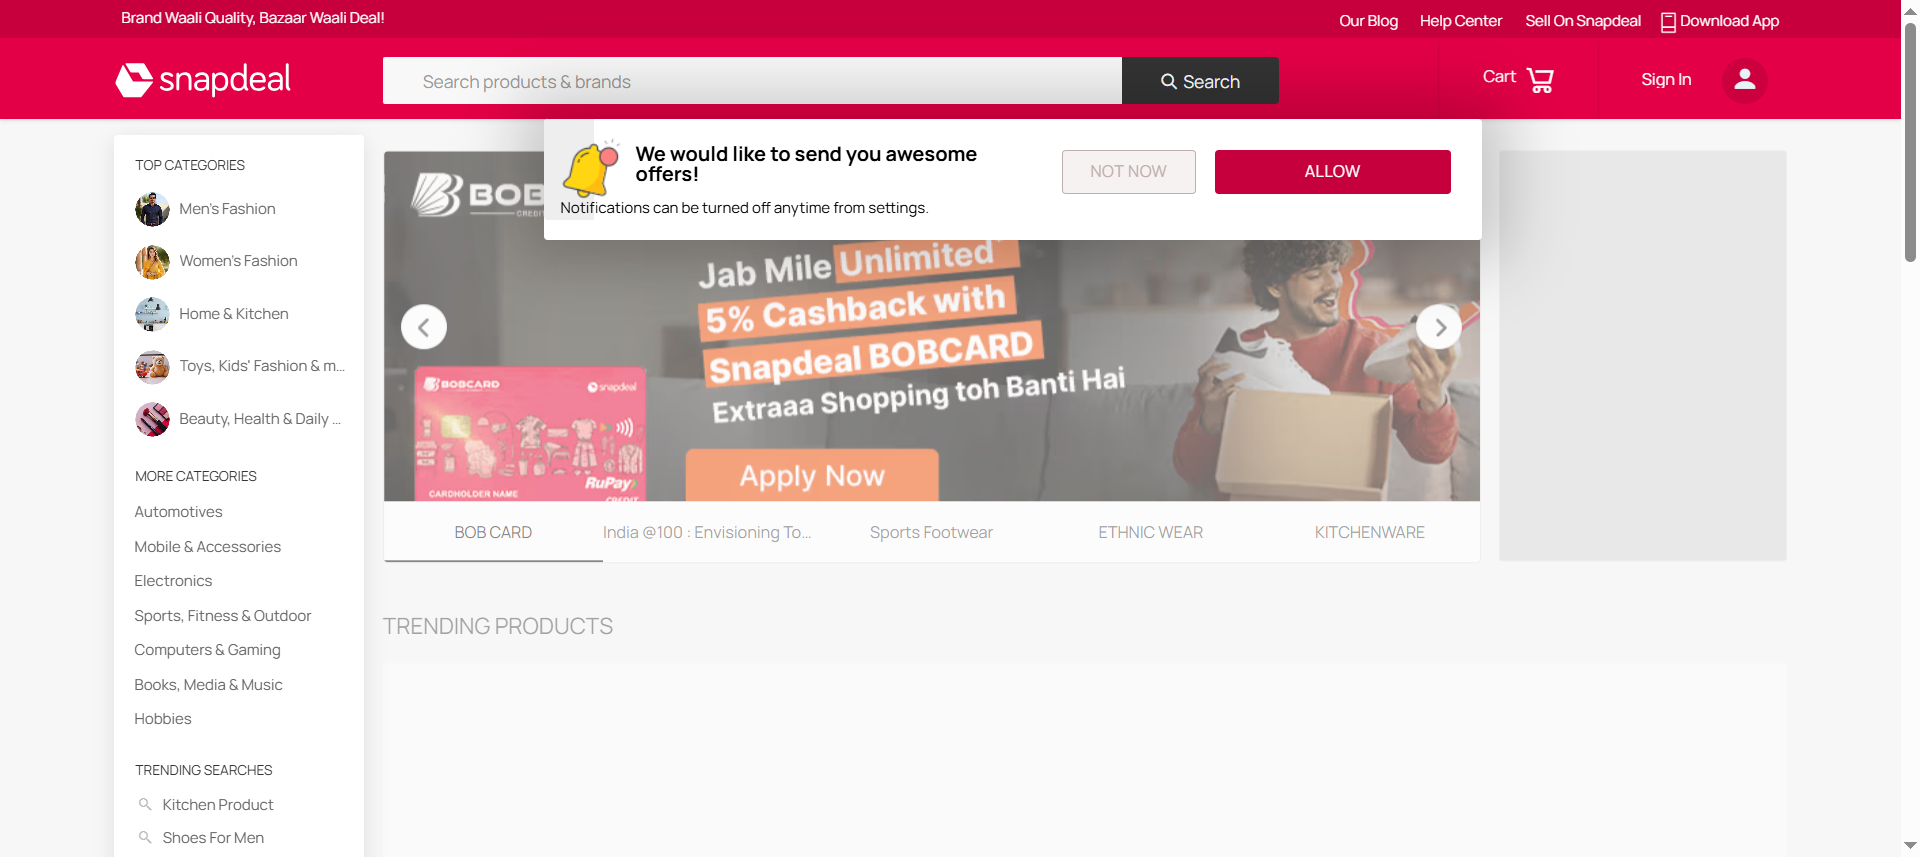 Brand Waali Quality, Bazaar Waali Deal!
Our Blog
Help Center
Sell On Snapdeal
Download App
snapdeal
Search products & brands
Search
Cart
Sign In
We would like to send you awesome
offers!
Notifications can be turned off anytime from settings.
NOT NOW
ALLOW
TOP CATEGORIES
Men's Fashion
Women's Fashion
Home & Kitchen
Toys, Kids' Fashion & m...
Beauty, Health & Daily ...
MORE CATEGORIES
Automotives
Mobile & Accessories
Electronics
Sports, Fitness & Outdoor
Computers & Gaming
Books, Media & Music
Hobbies
TRENDING SEARCHES
Kitchen Product
Shoes For Men
BOB
CREDIT
Jab Mile Unlimited*
5% Cashback with
Snapdeal BOBCARD
Extraaa Shopping toh Banti Hai
BOBCARD
snapdeal
RuPay
CARDHOLDER NAME
CREDIT
Apply Now
BOB CARD
India @100 : Envisioning To...
Sports Footwear
ETHNIC WEAR
KITCHENWARE
TRENDING PRODUCTS